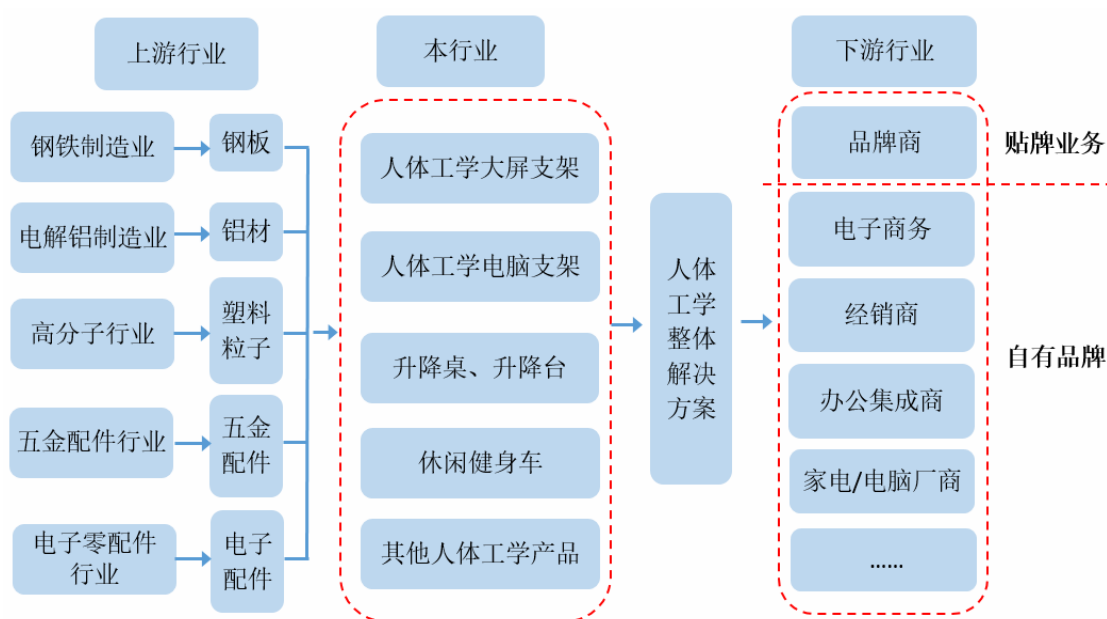 上游行业
本行业
下游行业
钢铁制造业
钢板
电解铝制造业
铝材
高分子行业
塑料
粒子
五金配件行业
五金
配件
电子零配件
行业
电子
配件
人体工学大屏支架
人体工学电脑支架
升降桌、升降台
休闲健身车
其他人体工学产品
人体
工学
整体
解决
方案
品牌商
电子商务
经销商
办公集成商
家电/电脑厂商
......
贴牌业务
自有品牌